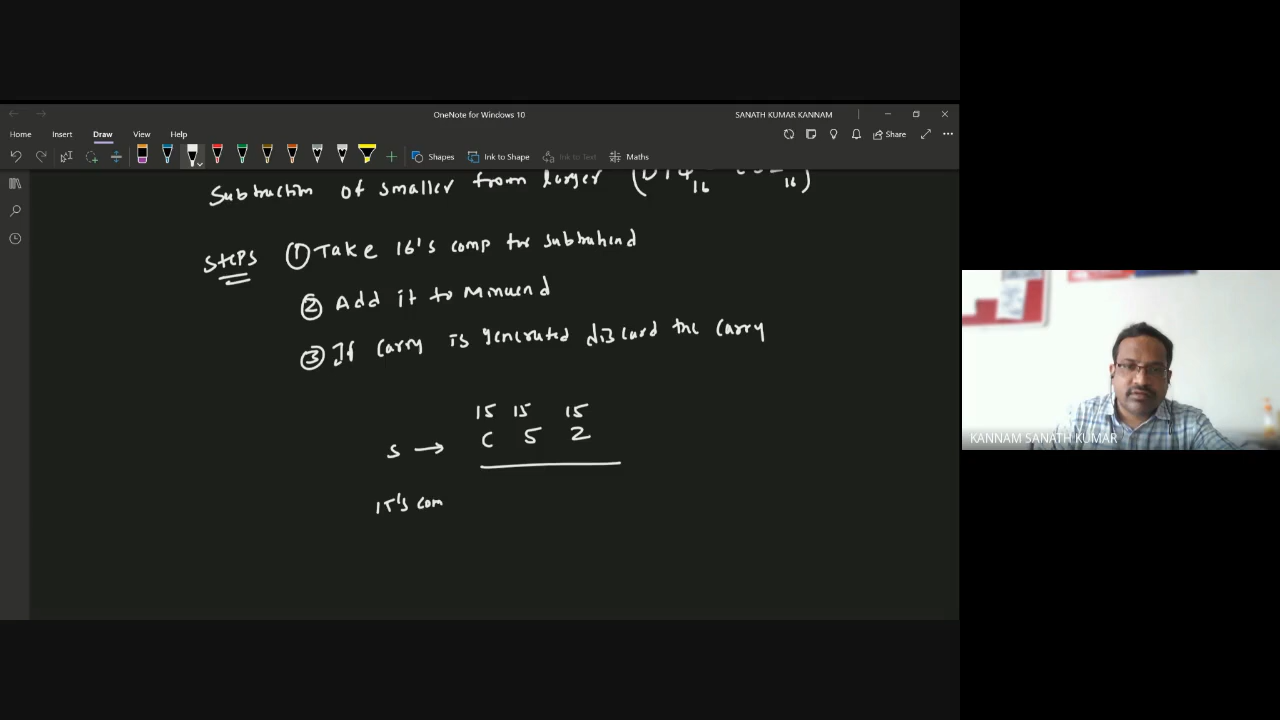 OneNote for Windows 10
SANATH KUMAR KANNAM
Home Insert Draw View Help
Share
Shapes Ink to Shape Ink to Text Maths
Subtraction of smaller from larger
16 16
Steps ① Take 16's comp for subtrahend
② Add it to Minuend
③ If carry is generated discard the carry
15 15 15
S → C 5 2
15's com
KANNAM SANATH KUMAR